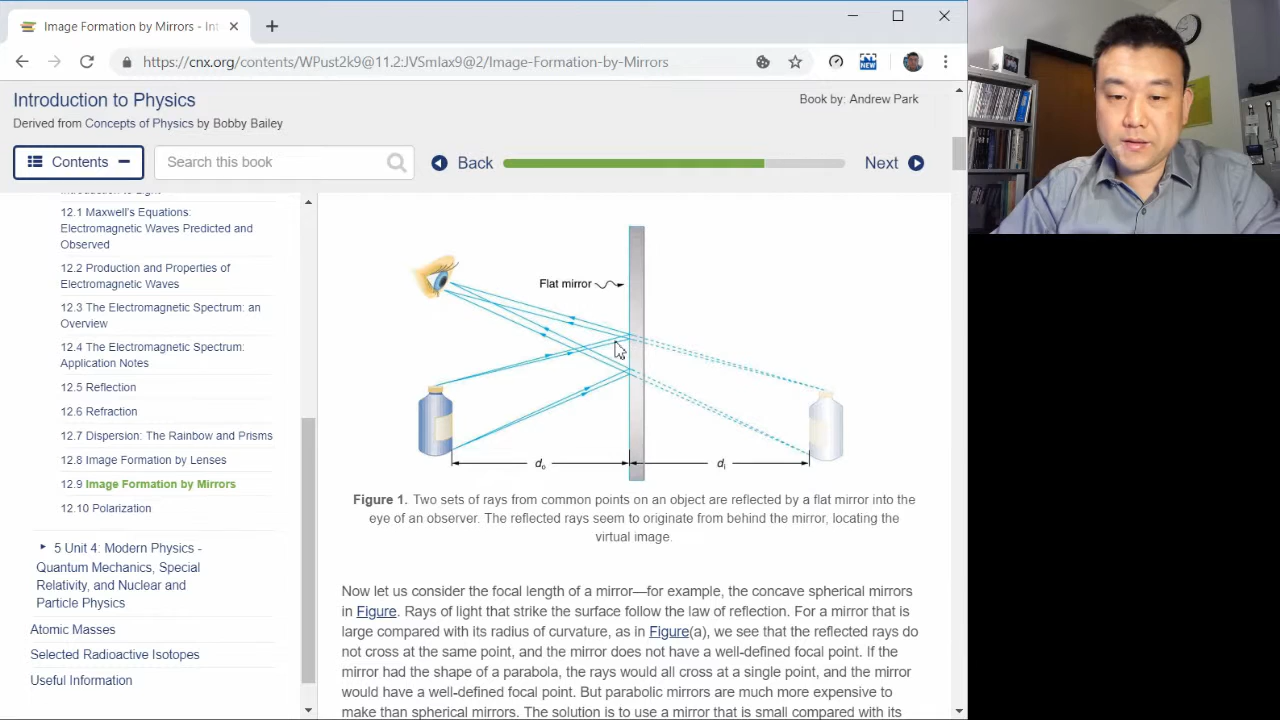 Image Formation by Mirrors - Int
https://cnx.org/contents/WPust2k9@11.2:JVSmlax9@2/Image-Formation-by-Mirrors
NEW
Introduction to Physics
Book by: Andrew Park
Derived from Concepts of Physics by Bobby Bailey
Contents
Search this book
Back
Next
12.1 Maxwell's Equations:
Electromagnetic Waves Predicted and
Observed
12.2 Production and Properties of
Electromagnetic Waves
12.3 The Electromagnetic Spectrum: an
Overview
12.4 The Electromagnetic Spectrum:
Application Notes
12.5 Reflection
12.6 Refraction
12.7 Dispersion: The Rainbow and Prisms
12.8 Image Formation by Lenses
12.9 Image Formation by Mirrors
12.10 Polarization
5 Unit 4: Modern Physics -
Quantum Mechanics, Special
Relativity, and Nuclear and
Particle Physics
Atomic Masses
Selected Radioactive Isotopes
Useful Information
Flat mirror
do
di
Figure 1. Two sets of rays from common points on an object are reflected by a flat mirror into the
eye of an observer. The reflected rays seem to originate from behind the mirror, locating the
virtual image.
Now let us consider the focal length of a mirror—for example, the concave spherical mirrors
in Figure. Rays of light that strike the surface follow the law of reflection. For a mirror that is
large compared with its radius of curvature, as in Figure(a), we see that the reflected rays do
not cross at the same point, and the mirror does not have a well-defined focal point. If the
mirror had the shape of a parabola, the rays would all cross at a single point, and the mirror
would have a well-defined focal point. But parabolic mirrors are much more expensive to
make than spherical mirrors. The solution is to use a mirror that is small compared with its